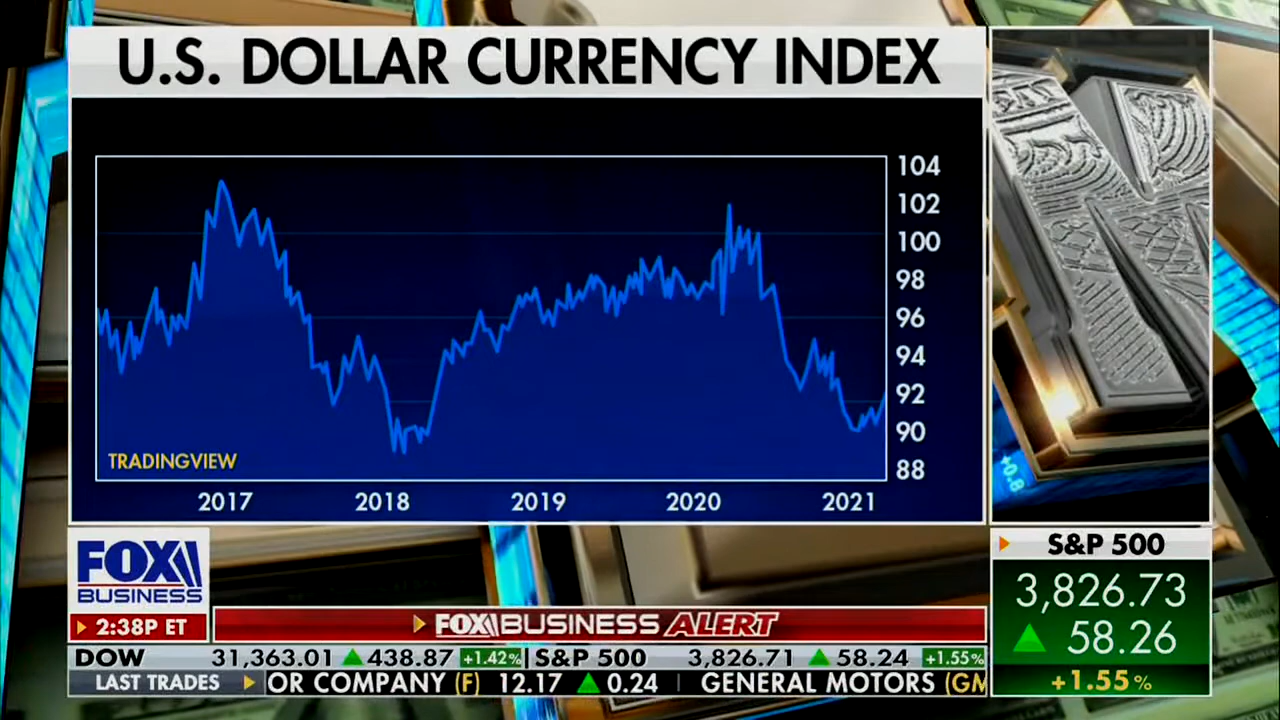 U.S. DOLLAR CURRENCY INDEX
104
102
100
98
96
94
92
90
88
TRADINGVIEW
2017 2018 2019 2020 2021
+0.8
FOX
BUSINESS
2:38P ET
FOX BUSINESS ALERT
S&P 500
3,826.73
58.26
+1.55%
DOW 31,363.01 438.87 +1.42% S&P 500 3,826.71 58.24 +1.55%
LAST TRADES OR COMPANY (F) 12.17 0.24 GENERAL MOTORS (GM